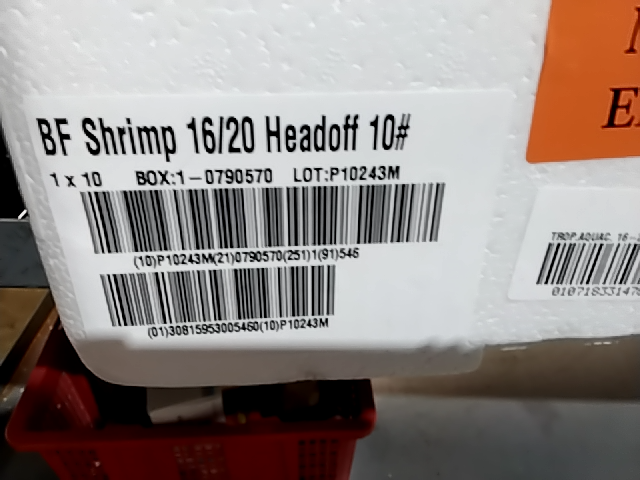 BF Shrimp 16/20 Headoff 10#
1 x 10 BOX:1-0790570 LOT:P10243M
(10)P10243M(21)0790570(251)1(91)546
(01)30815953005460(10)P10243M
TROP.AQUAC. 16-